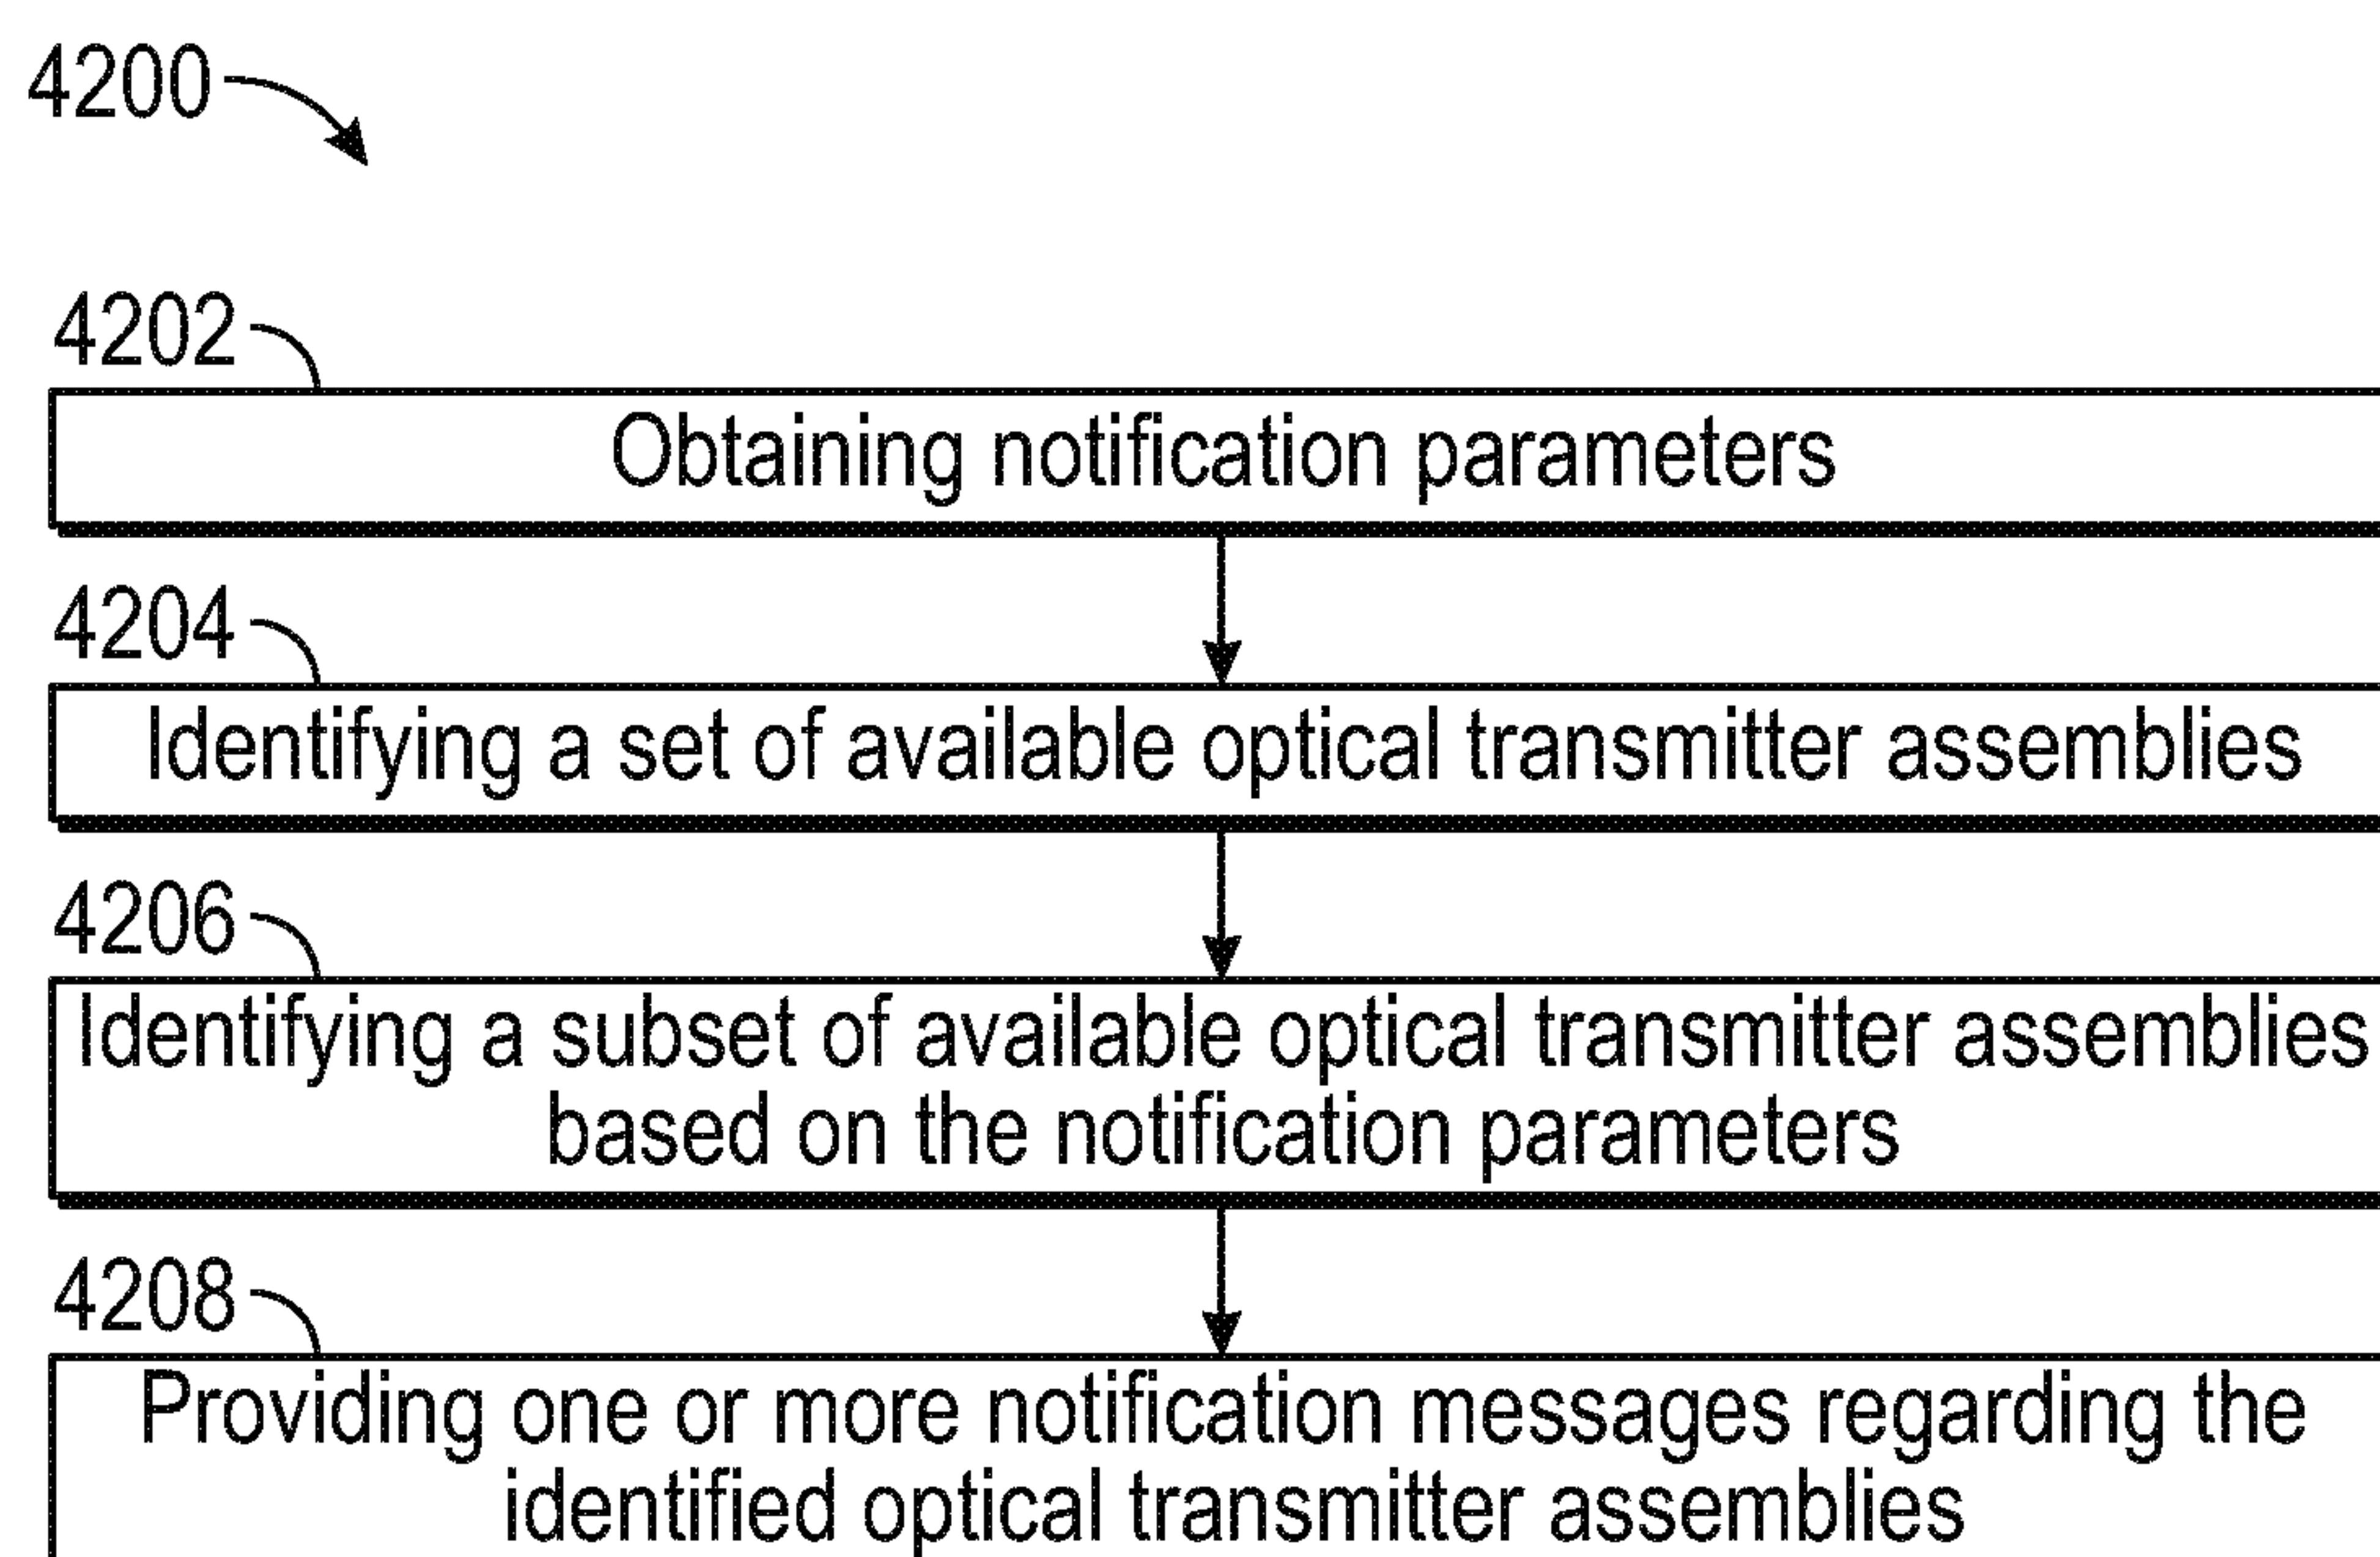 4200
4202
Obtaining notification parameters
4204
Identifying a set of available optical transmitter assemblies
4206
Identifying a subset of available optical transmitter assemblies
based on the notification parameters
4208
Providing one or more notification messages regarding the
identified optical transmitter assemblies